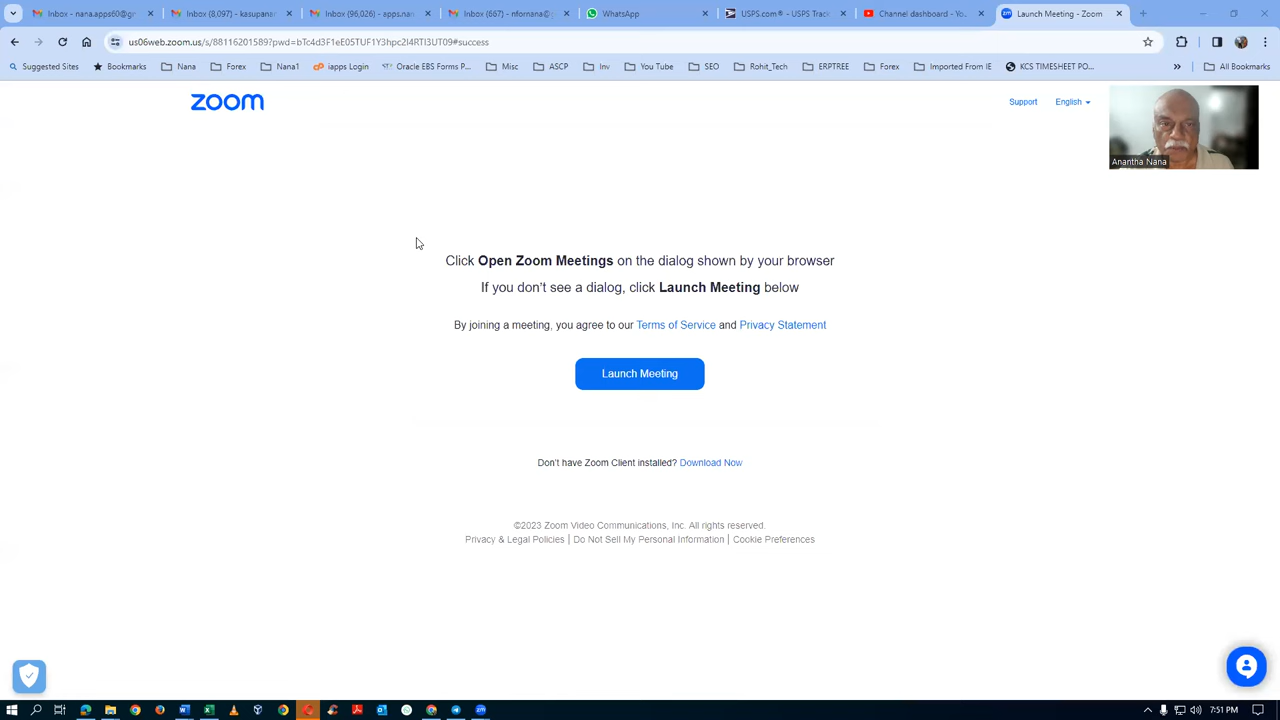 Inbox - nana.apps60@gr
Inbox (8,097) - kasupanan
Inbox (96,026) - apps.nan
Inbox (667) - nfornana@g
WhatsApp
USPS.com® - USPS Track
Channel dashboard - You
Launch Meeting - Zoom
us06web.zoom.us/s/88116201589?pwd=bTc4d3F1eE05TUF1Y3hpc2l4RTI3UT09#success
Suggested Sites
Bookmarks
Nana
Forex
Nana1
iapps Login
Oracle EBS Forms P...
Misc
ASCP
Inv
You Tube
SEO
Rohit_Tech
ERPTREE
Forex
Imported From IE
KCS TIMESHEET PO...
All Bookmarks
zoom
Support
English
Anantha Nana
Click Open Zoom Meetings on the dialog shown by your browser
If you don't see a dialog, click Launch Meeting below
By joining a meeting, you agree to our Terms of Service and Privacy Statement
Launch Meeting
Don't have Zoom Client installed? Download Now
©2023 Zoom Video Communications, Inc. All rights reserved.
Privacy & Legal Policies | Do Not Sell My Personal Information | Cookie Preferences
7:51 PM